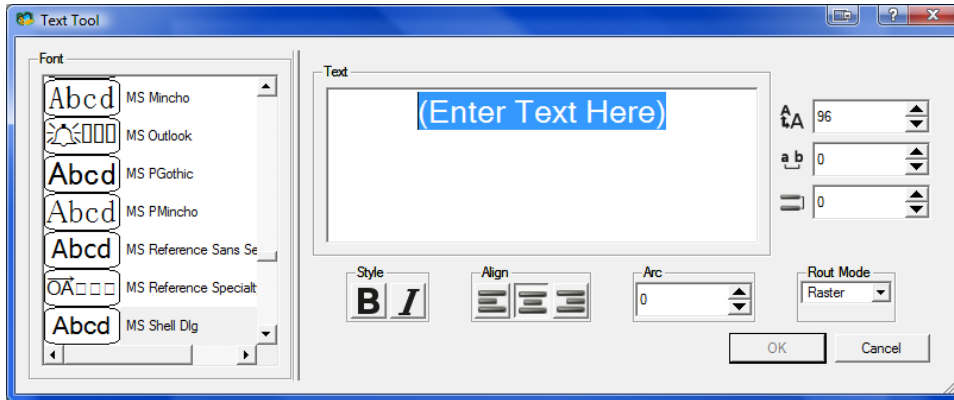 Text Tool
Font
Abcd MS Mincho
MS Outlook
Abcd MS PGothic
Abcd MS PMincho
Abcd MS Reference Sans Se
OA MS Reference Specialt
Abcd MS Shell Dlg
Text
(Enter Text Here)
A A 96
a b 0
0
Style
B I
Align
Arc
0
Rout Mode
Raster
OK
Cancel